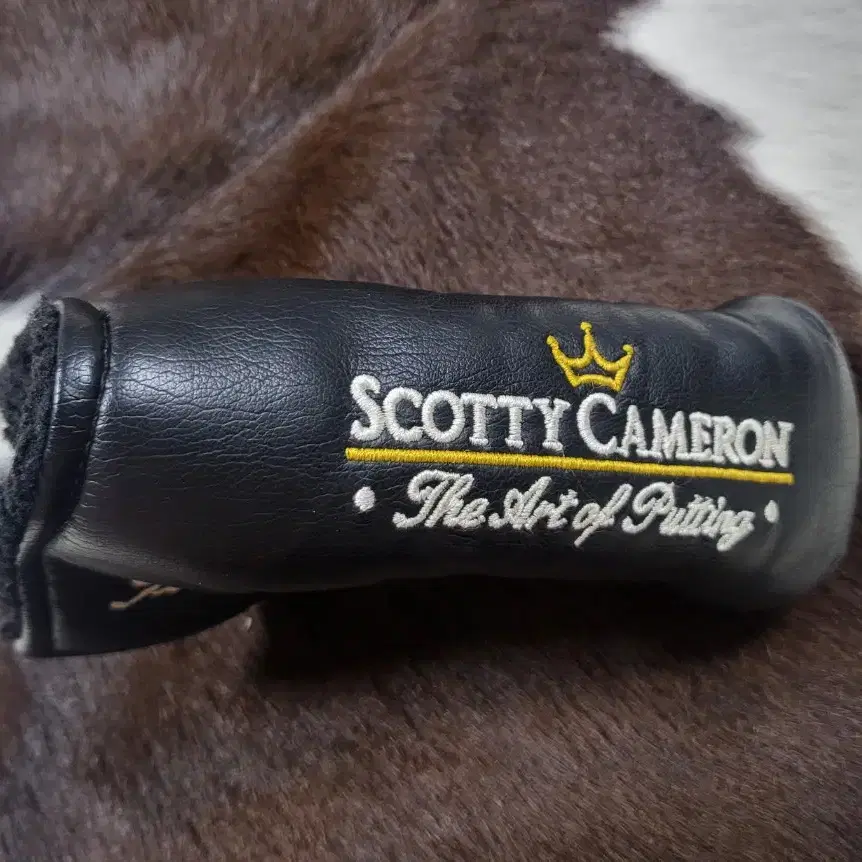 SCOTTY CAMERON
• The Art of Putting •